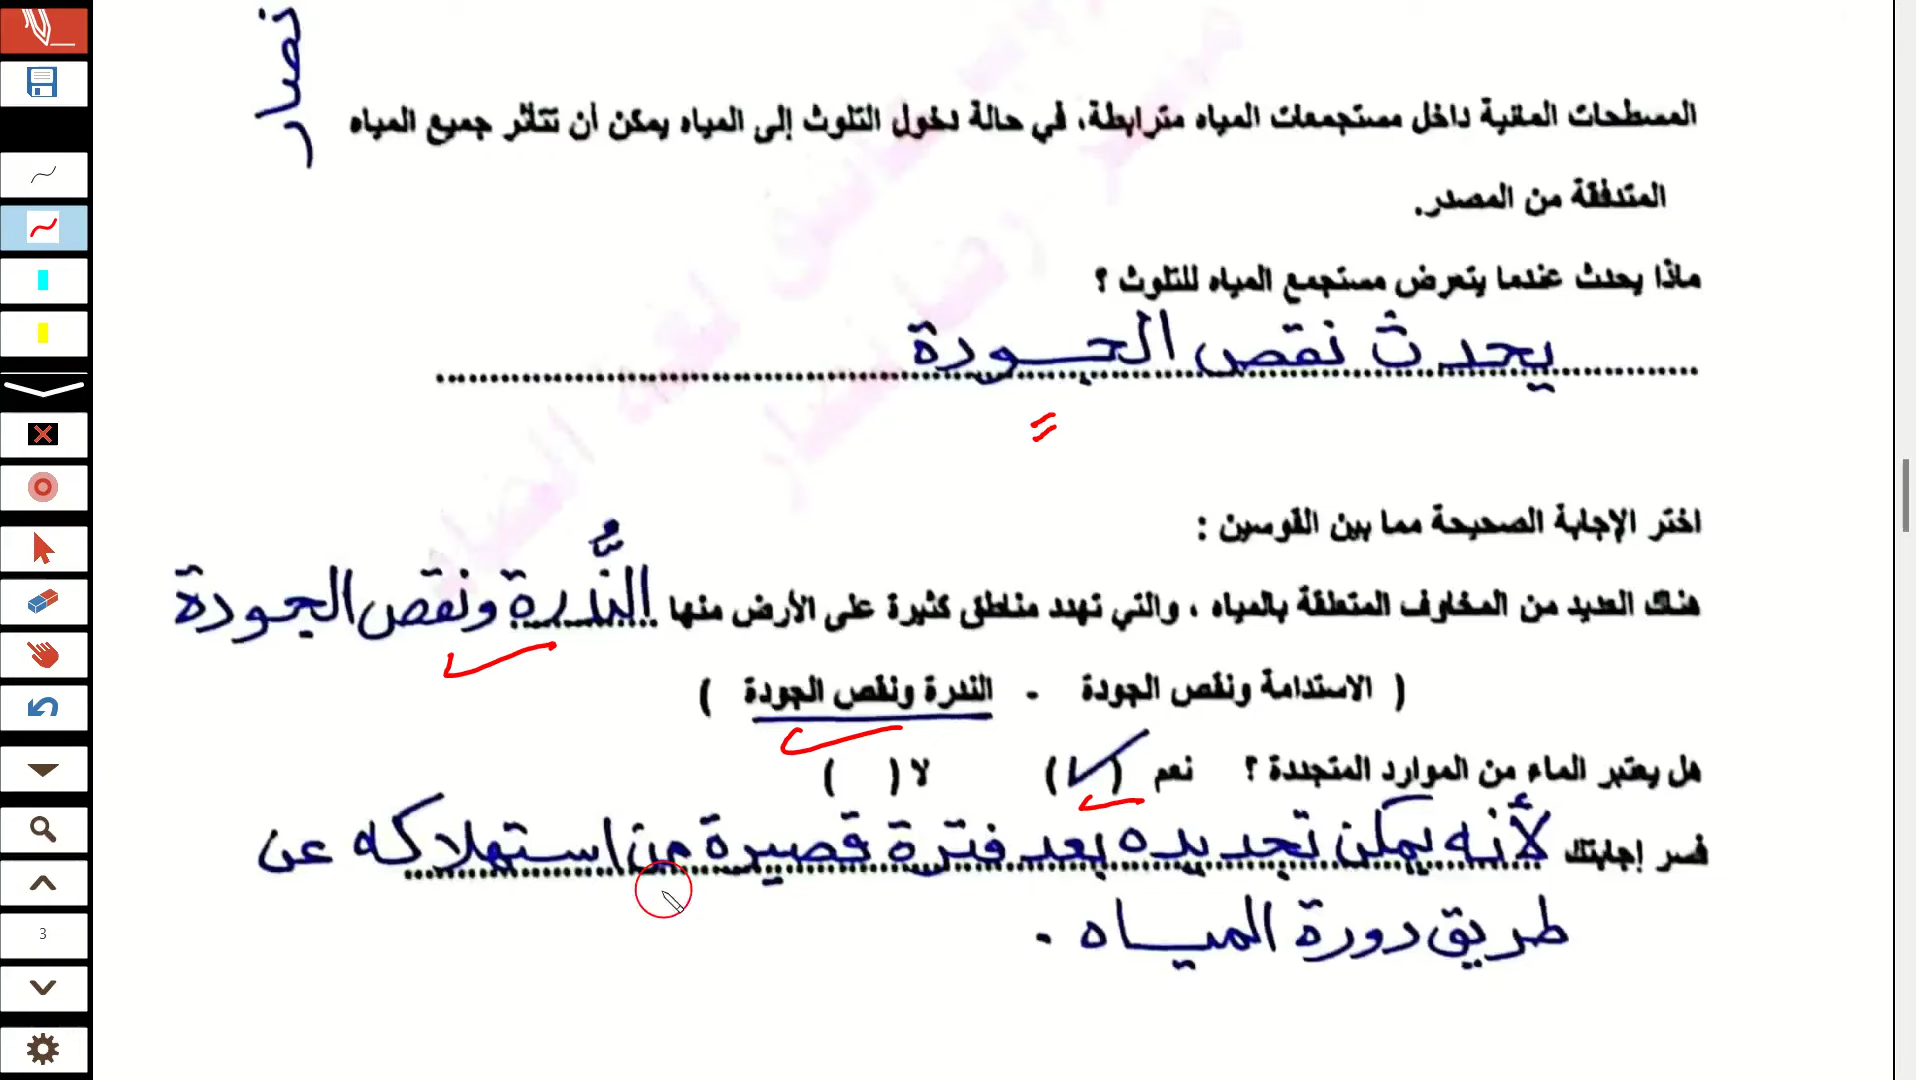 نصار
المسطحات المائية داخل مستجمعات المياه مترابطة، في حالة دخول التلوث إلى المياه يمكن أن تتأثر جميع المياه
المتدفقة من المصدر.
ماذا يحدث عندما يتعرض مستجمع المياه للتلوث ؟
يحدث نقص الجودة
اختر الإجابة الصحيحة مما بين القوسين :
هناك العديد من المخاوف المتعلقة بالمياه ، والتي تهدد مناطق كثيرة على الأرض منها النُّدرة ونقص الجودة
( الاستدامة ونقص الجودة - الندرة ونقص الجودة )
هل يعتبر الماء من الموارد المتجددة ؟ نعم (✓) لا ( )
فسر إجابتك لأنه يمكن تجديده بعد فترة قصيرة من استهلاكه عن
طريق دورة المياه .
3